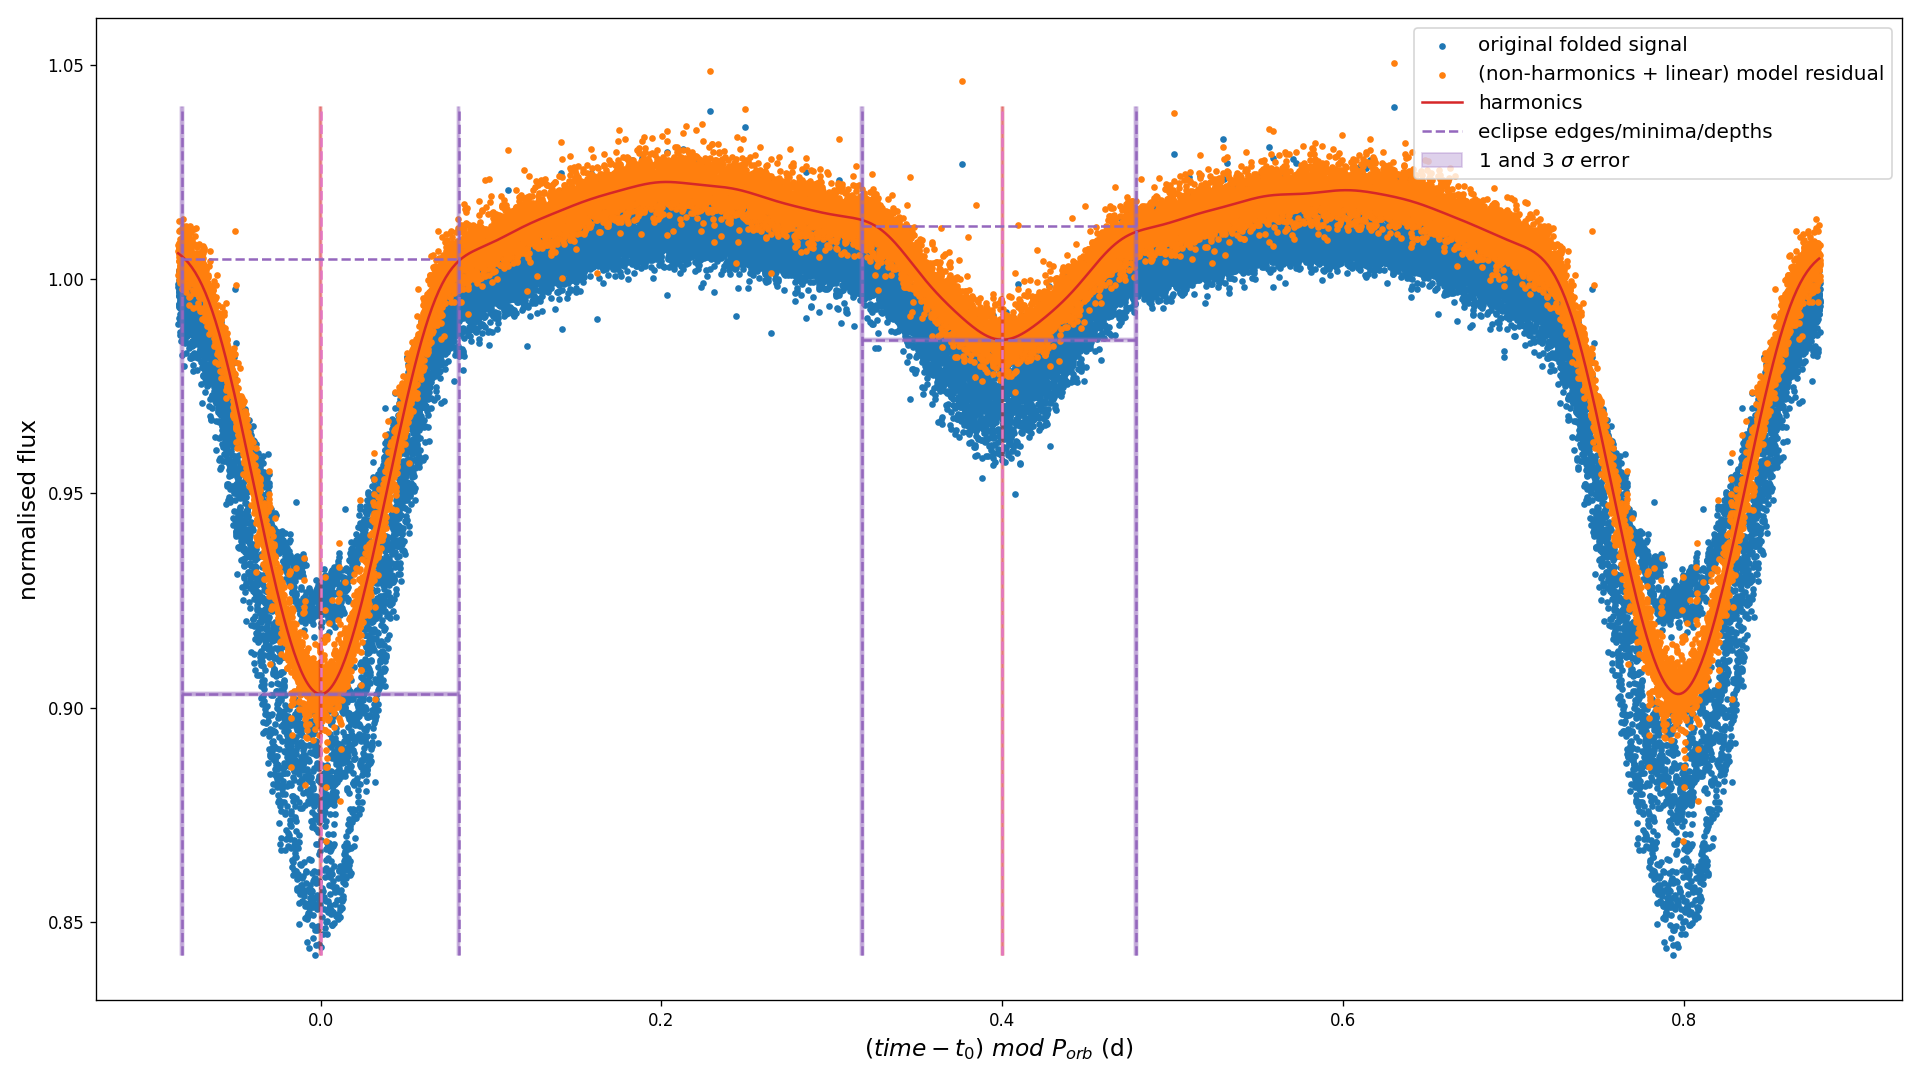 original folded signal
(non-harmonics + linear) model residual
harmonics
eclipse edges/minima/depths
1 and 3 σ error
1.05
1.00
0.95
0.90
0.85
normalised flux
0.0 0.2 0.4 0.6 0.8
(time − t₀) mod P_orb (d)